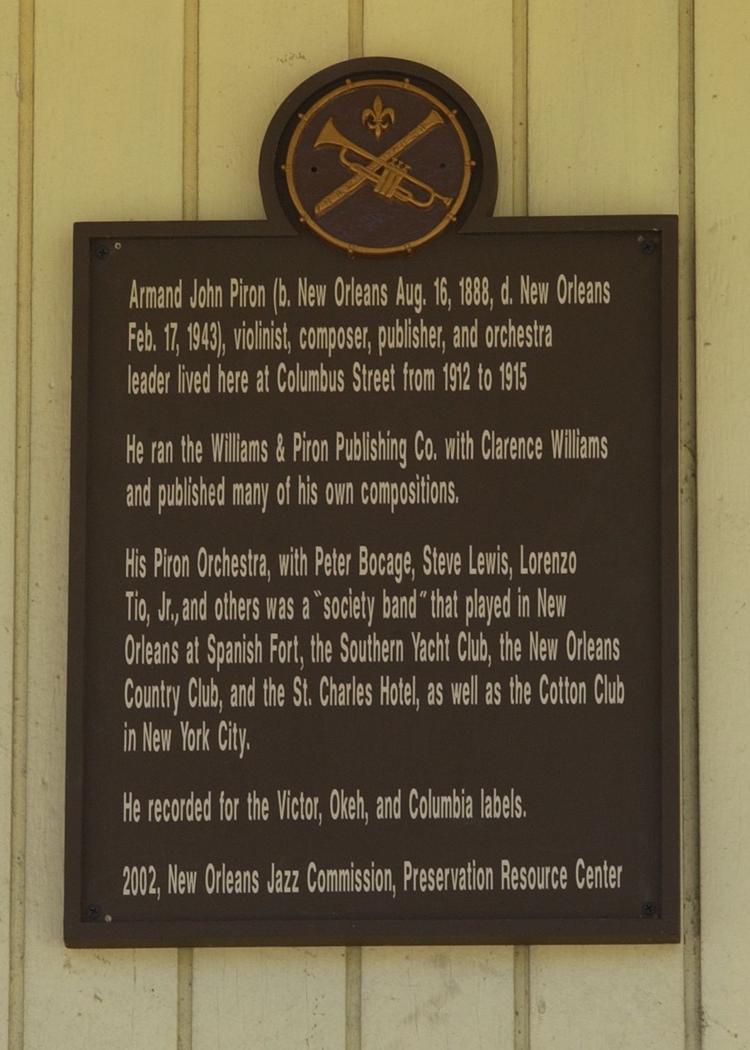 Armand John Piron (b. New Orleans Aug. 16, 1888, d. New Orleans
Feb. 17, 1943), violinist, composer, publisher, and orchestra
leader lived here at Columbus Street from 1912 to 1915
He ran the Williams & Piron Publishing Co. with Clarence Williams
and published many of his own compositions.
His Piron Orchestra, with Peter Bocage, Steve Lewis, Lorenzo
Tio, Jr., and others was a "society band" that played in New
Orleans at Spanish Fort, the Southern Yacht Club, the New Orleans
Country Club, and the St. Charles Hotel, as well as the Cotton Club
in New York City.
He recorded for the Victor, Okeh, and Columbia labels.
2002, New Orleans Jazz Commission, Preservation Resource Center